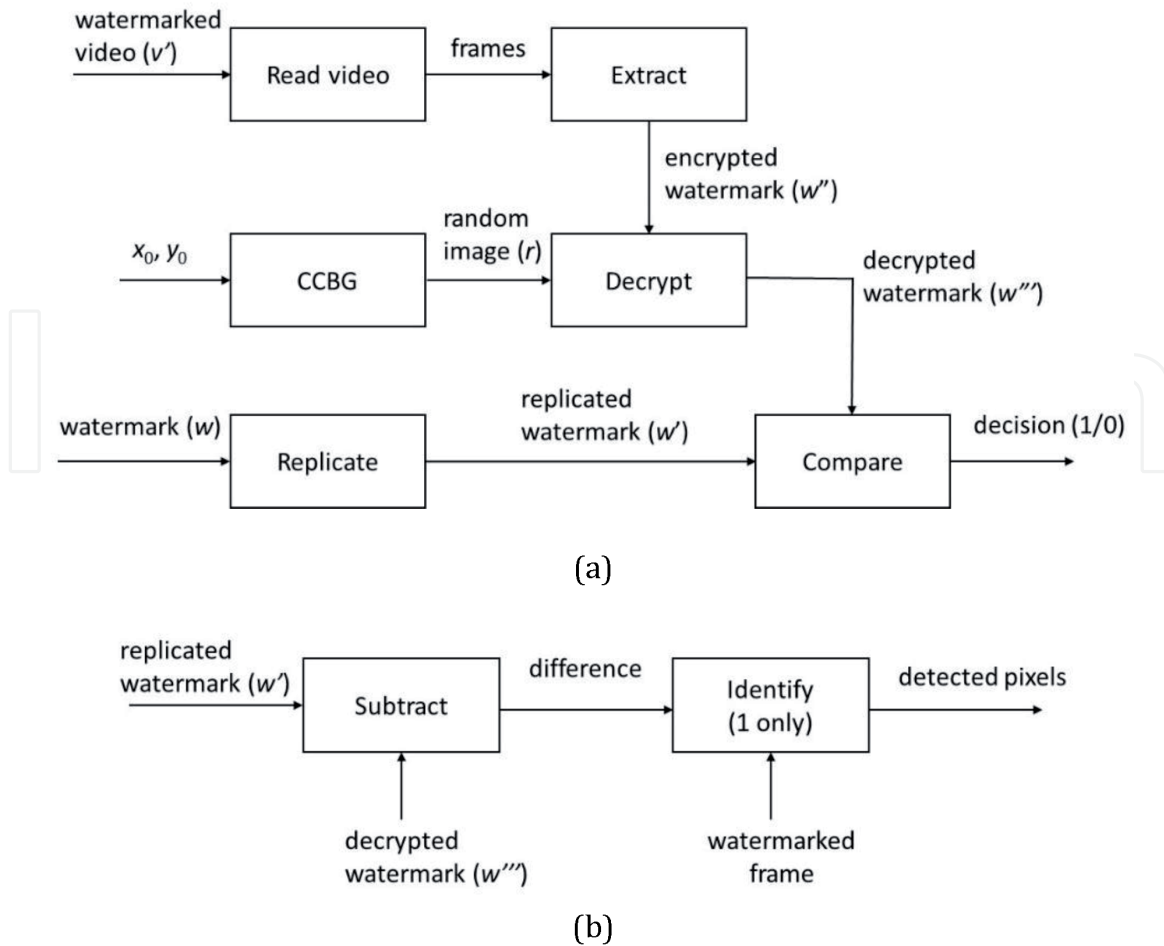 watermarked
video (v′)
Read video
frames
Extract
encrypted
watermark (w″)
x₀, y₀
CCBG
random
image (r)
Decrypt
decrypted
watermark (w‴)
watermark (w)
Replicate
replicated
watermark (w′)
Compare
decision (1/0)
(a)
replicated
watermark (w′)
Subtract
difference
Identify
(1 only)
detected pixels
decrypted
watermark (w‴)
watermarked
frame
(b)